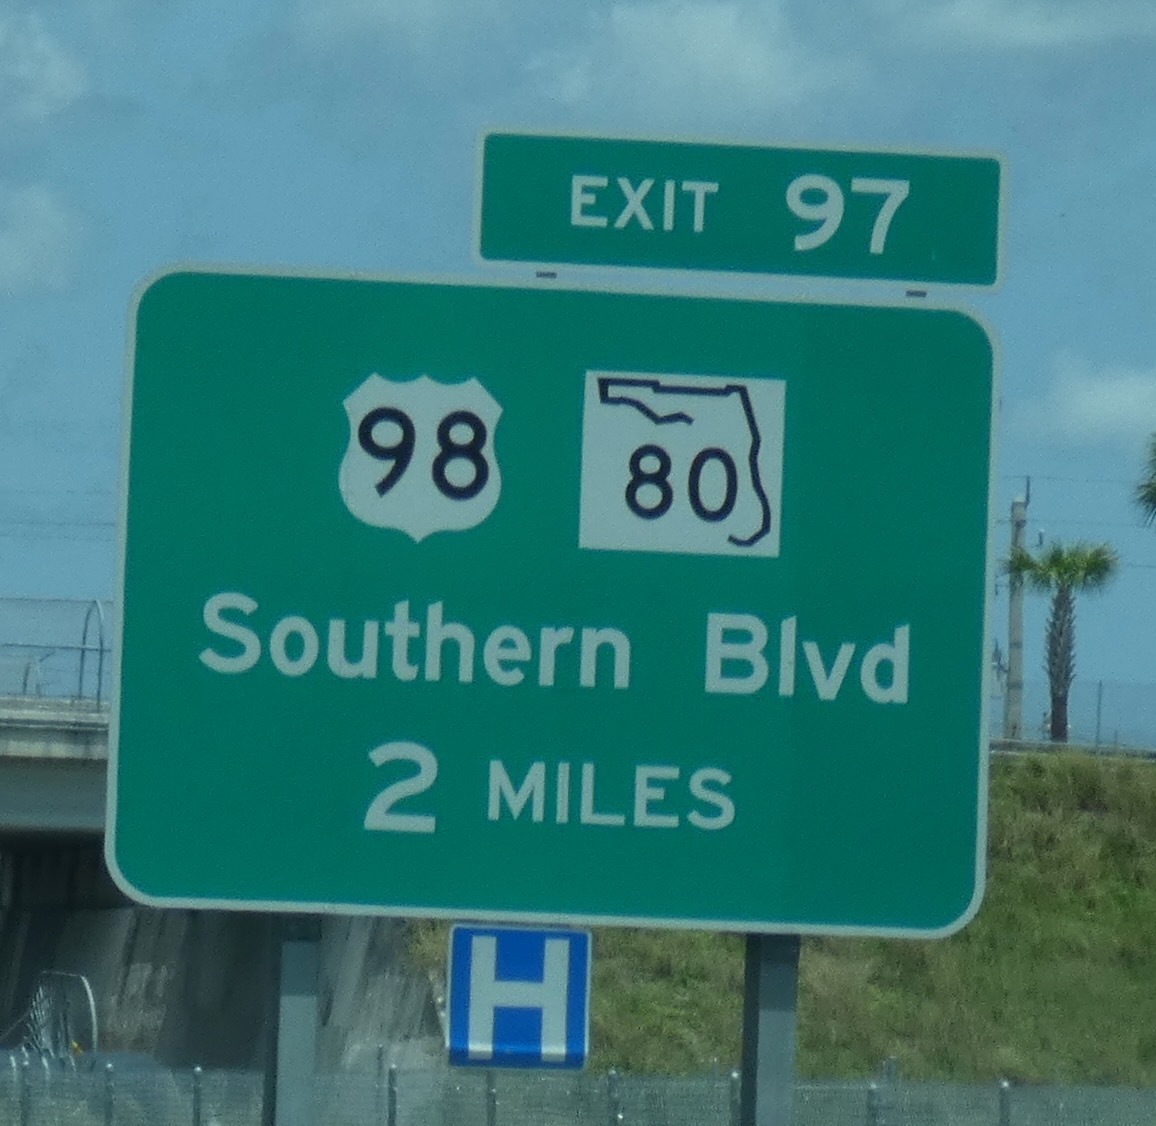 EXIT 97
98 80
Southern Blvd
2 MILES
H